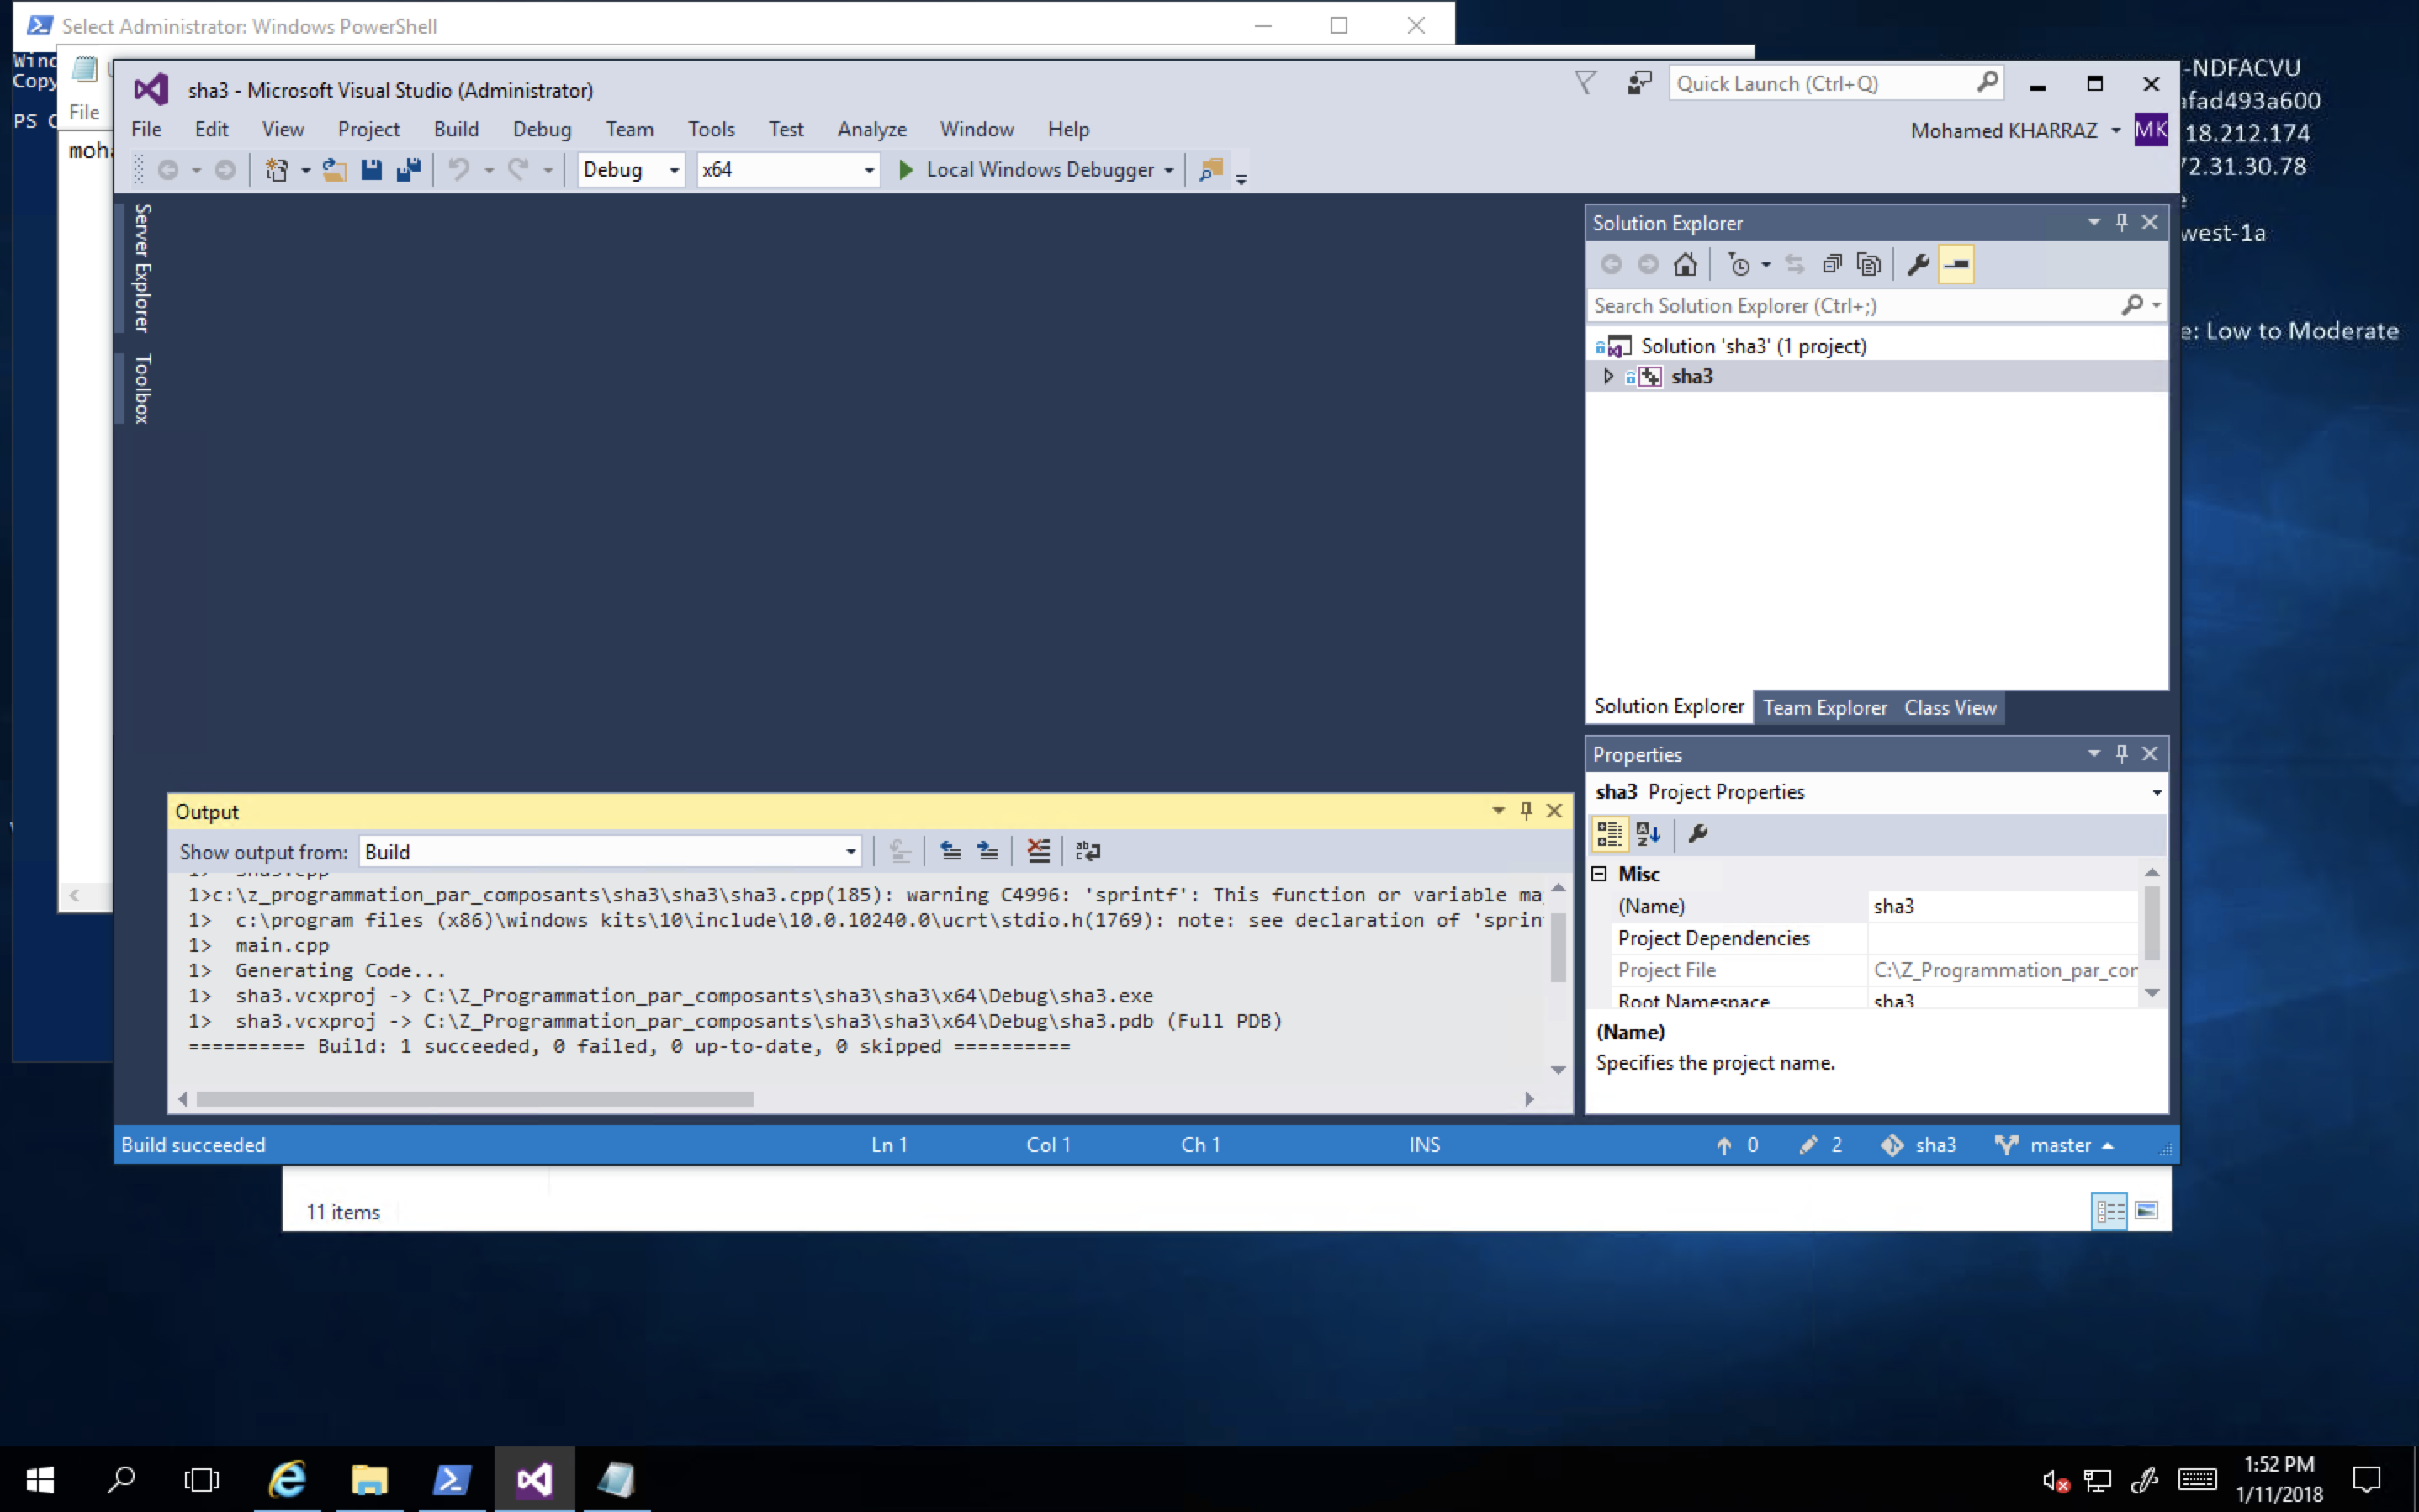 Select Administrator: Windows PowerShell
Copy
PS C
File
moha
sha3 - Microsoft Visual Studio (Administrator)
Quick Launch (Ctrl+Q)
File Edit View Project Build Debug Team Tools Test Analyze Window Help
Mohamed KHARRAZ MK
Debug x64 Local Windows Debugger
-NDFACVU
afad493a600
18.212.174
72.31.30.78
west-1a
e: Low to Moderate
Server Explorer
Toolbox
Solution Explorer
Search Solution Explorer (Ctrl+;)
Solution 'sha3' (1 project)
sha3
Solution Explorer Team Explorer Class View
Properties
sha3 Project Properties
Misc
(Name) sha3
Project Dependencies
Project File C:\Z_Programmation_par_cor
Root Namespace sha3
(Name)
Specifies the project name.
Output
Show output from: Build
1> sha3.cpp
1>c:\z_programmation_par_composants\sha3\sha3\sha3.cpp(185): warning C4996: 'sprintf': This function or variable ma
1> c:\program files (x86)\windows kits\10\include\10.0.10240.0\ucrt\stdio.h(1769): note: see declaration of 'sprin
1> main.cpp
1> Generating Code...
1> sha3.vcxproj -> C:\Z_Programmation_par_composants\sha3\sha3\x64\Debug\sha3.exe
1> sha3.vcxproj -> C:\Z_Programmation_par_composants\sha3\sha3\x64\Debug\sha3.pdb (Full PDB)
========== Build: 1 succeeded, 0 failed, 0 up-to-date, 0 skipped ==========
Build succeeded Ln 1 Col 1 Ch 1 INS 0 2 sha3 master
11 items
1:52 PM
1/11/2018